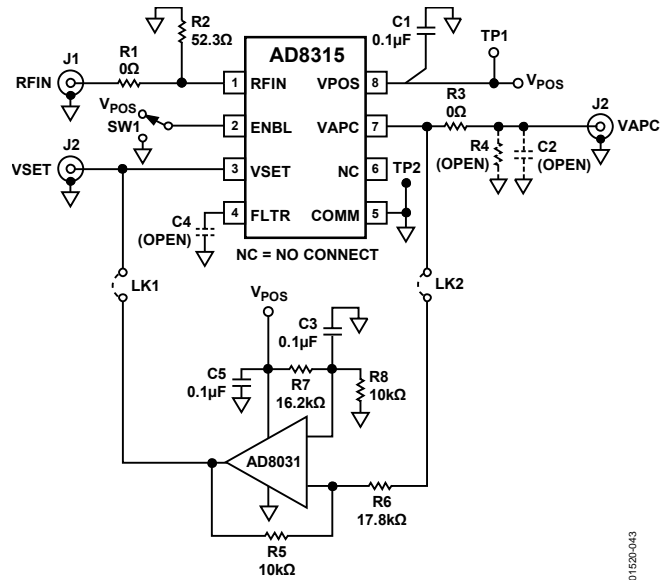 R2
52.3Ω
C1
0.1µF
TP1
J1
R1
0Ω
RFIN
AD8315
1 RFIN
VPOS 8
VPOS
R3
0Ω
J2
VAPC
VPOS
SW1
2 ENBL
VAPC 7
R4
(OPEN)
C2
(OPEN)
J2
VSET
3 VSET
NC 6
TP2
C4
(OPEN)
4 FLTR
COMM 5
NC = NO CONNECT
LK1
LK2
VPOS
C3
0.1µF
C5
0.1µF
R7
16.2kΩ
R8
10kΩ
AD8031
R6
17.8kΩ
R5
10kΩ
01520-043